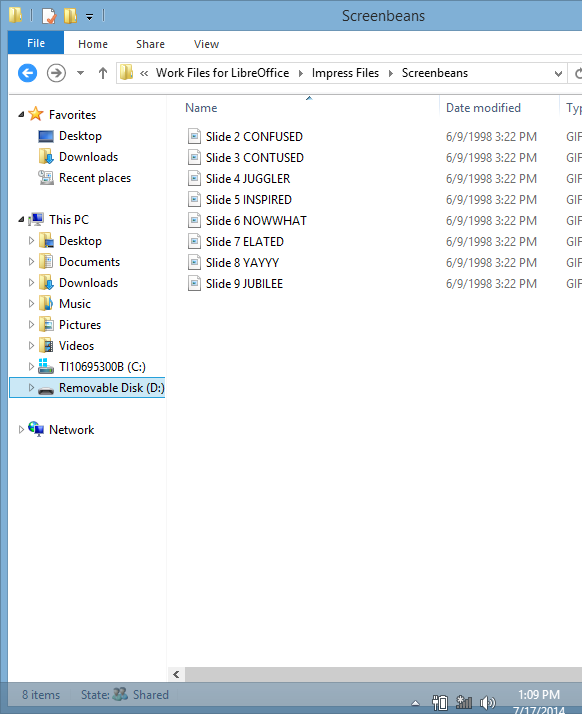 Screenbeans
File Home Share View
« Work Files for LibreOffice Impress Files Screenbeans
Name Date modified Typ
Favorites
Desktop
Downloads
Recent places
This PC
Desktop
Documents
Downloads
Music
Pictures
Videos
TI10695300B (C:)
Removable Disk (D:)
Network
Slide 2 CONFUSED 6/9/1998 3:22 PM GIF
Slide 3 CONTUSED 6/9/1998 3:22 PM GIF
Slide 4 JUGGLER 6/9/1998 3:22 PM GIF
Slide 5 INSPIRED 6/9/1998 3:22 PM GIF
Slide 6 NOWWHAT 6/9/1998 3:22 PM GIF
Slide 7 ELATED 6/9/1998 3:22 PM GIF
Slide 8 YAYYY 6/9/1998 3:22 PM GIF
Slide 9 JUBILEE 6/9/1998 3:22 PM GIF
8 items State: Shared
1:09 PM
7/17/2014